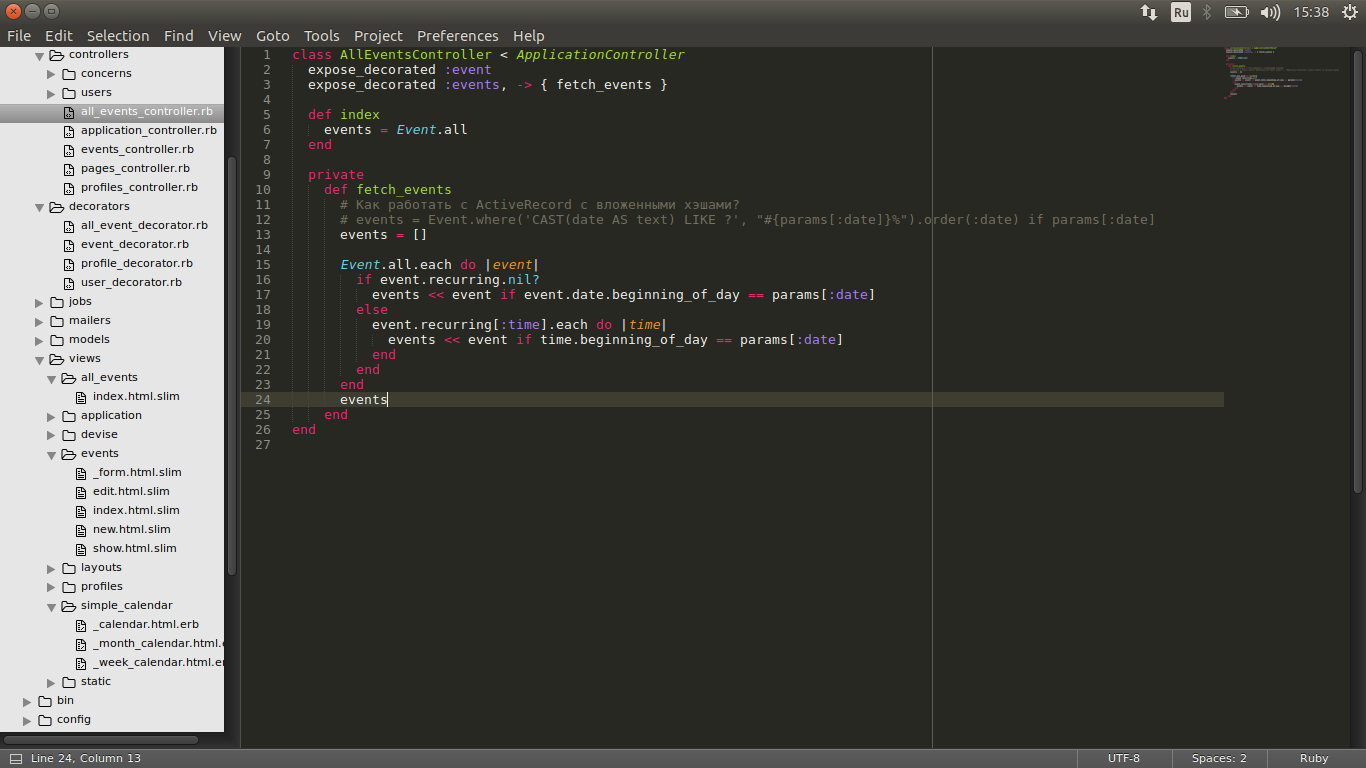 Ru 15:38
File Edit Selection Find View Goto Tools Project Preferences Help
controllers
concerns
users
all_events_controller.rb
application_controller.rb
events_controller.rb
pages_controller.rb
profiles_controller.rb
decorators
all_event_decorator.rb
event_decorator.rb
profile_decorator.rb
user_decorator.rb
jobs
mailers
models
views
all_events
index.html.slim
application
devise
events
_form.html.slim
edit.html.slim
index.html.slim
new.html.slim
show.html.slim
layouts
profiles
simple_calendar
_calendar.html.erb
_month_calendar.html.e
_week_calendar.html.er
static
bin
config
1 class AllEventsController < ApplicationController
2 expose_decorated :event
3 expose_decorated :events, -> { fetch_events }
4
5 def index
6 events = Event.all
7 end
8
9 private
10 def fetch_events
11 # Как работать с ActiveRecord с вложенными хэшами?
12 # events = Event.where('CAST(date AS text) LIKE ?', "#{params[:date]}%").order(:date) if params[:date]
13 events = []
14
15 Event.all.each do |event|
16 if event.recurring.nil?
17 events << event if event.date.beginning_of_day == params[:date]
18 else
19 event.recurring[:time].each do |time|
20 events << event if time.beginning_of_day == params[:date]
21 end
22 end
23 end
24 events
25 end
26 end
27
Line 24, Column 13 UTF-8 Spaces: 2 Ruby